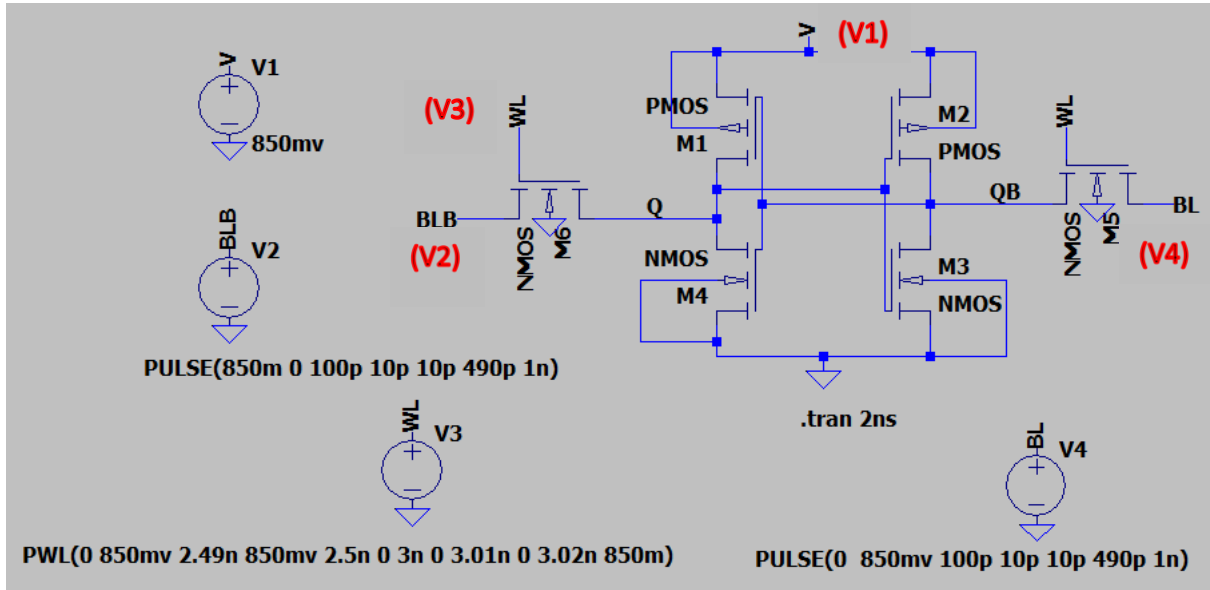 V
V1
850mv
BLB
V2
PULSE(850m 0 100p 10p 10p 490p 1n)
WL
V3
PWL(0 850mv 2.49n 850mv 2.5n 0 3n 0 3.01n 0 3.02n 850m)
(V3)
WL
BLB
(V2)
NMOS
M6
Q
V
(V1)
PMOS
M1
M2
PMOS
NMOS
M4
M3
NMOS
QB
WL
NMOS
M5
BL
(V4)
.tran 2ns
BL
V4
PULSE(0 850mv 100p 10p 10p 490p 1n)